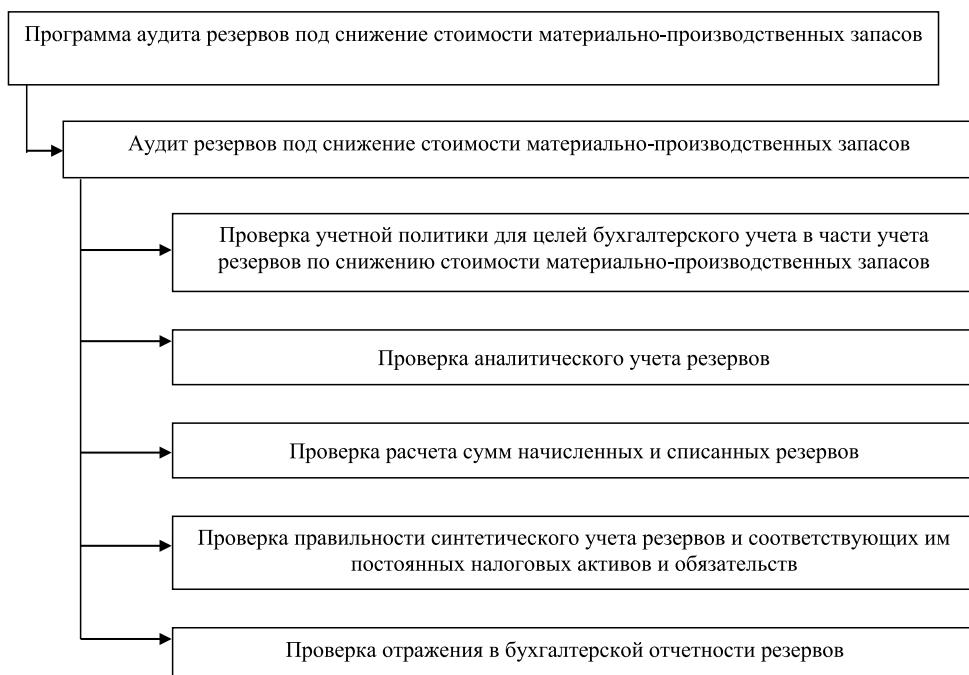 Программа аудита резервов под снижение стоимости материально-производственных запасов
Аудит резервов под снижение стоимости материально-производственных запасов
Проверка учетной политики для целей бухгалтерского учета в части учета
резервов по снижению стоимости материально-производственных запасов
Проверка аналитического учета резервов
Проверка расчета сумм начисленных и списанных резервов
Проверка правильности синтетического учета резервов и соответствующих им
постоянных налоговых активов и обязательств
Проверка отражения в бухгалтерской отчетности резервов